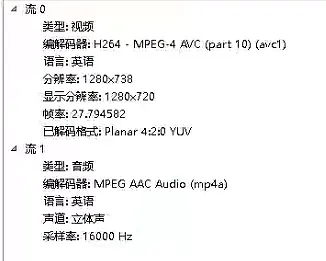 流 0
类型: 视频
编解码器: H264 - MPEG-4 AVC (part 10) (avc1)
语言: 英语
分辨率: 1280x738
显示分辨率: 1280x720
帧率: 27.794582
已解码格式: Planar 4:2:0 YUV
流 1
类型: 音频
编解码器: MPEG AAC Audio (mp4a)
语言: 英语
声道: 立体声
采样率: 16000 Hz